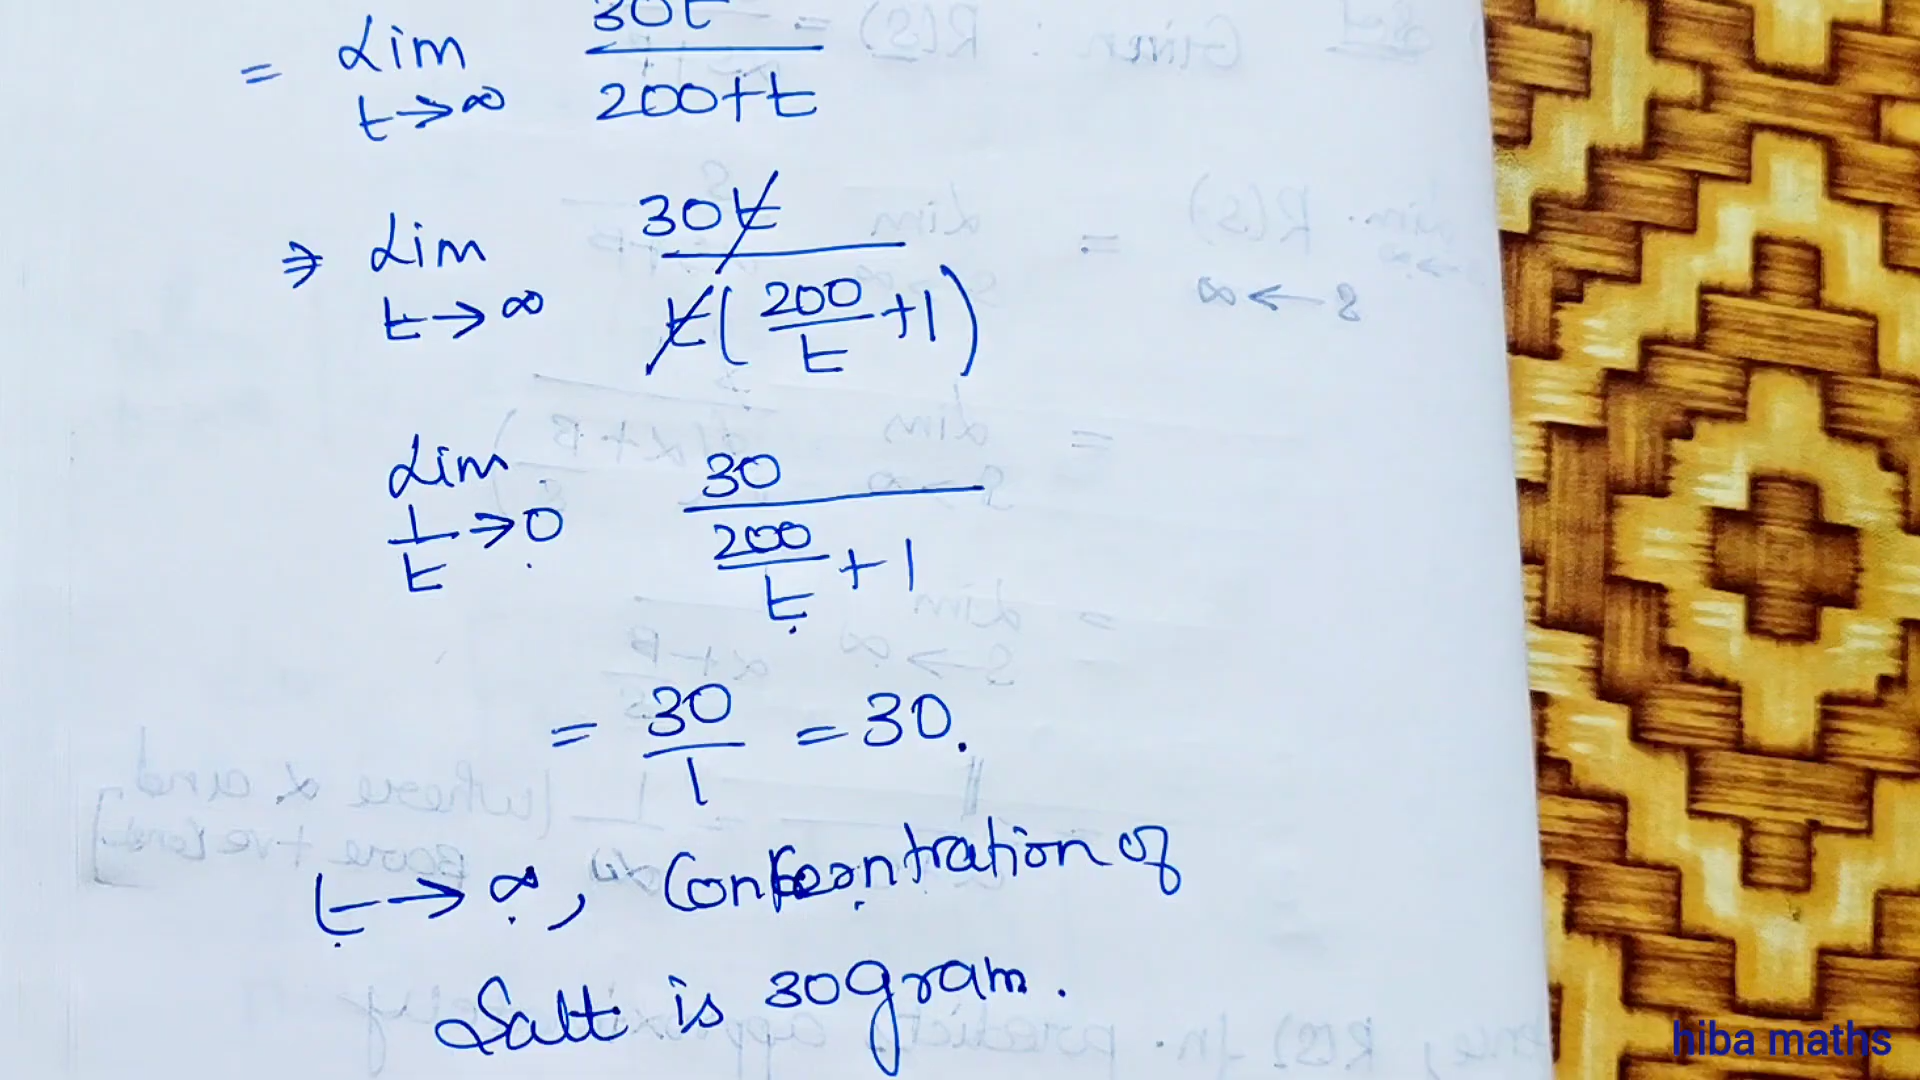 = Lim 30t
t→∞ 200+t
⇒ Lim 30t
t→∞ t(200/t +1)
Lim 30
1/t→0 200/t +1
= 30/1 = 30.
t→∞, Concentration of
Salt is 30gram.
hiba maths